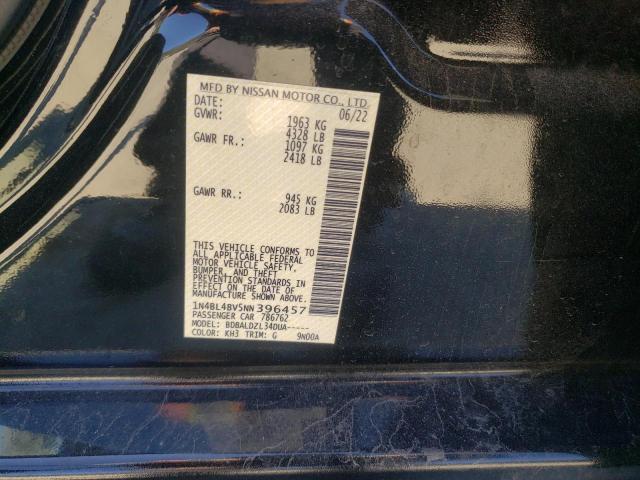 MFD BY NISSAN MOTOR CO., LTD
DATE: 06/22
GVWR: 1963 KG
4328 LB
GAWR FR.: 1097 KG
2418 LB
GAWR RR.: 945 KG
2083 LB
THIS VEHICLE CONFORMS TO
ALL APPLICABLE FEDERAL
MOTOR VEHICLE SAFETY,
BUMPER, AND THEFT
PREVENTION STANDARDS IN
EFFECT ON THE DATE OF
MANUFACTURE SHOWN ABOVE.
1N4BL4BV5NN396457
PASSENGER CAR 786762
MODEL: BDBALDZL34DUA-----
COLOR: KH3 TRIM: G 9N00A